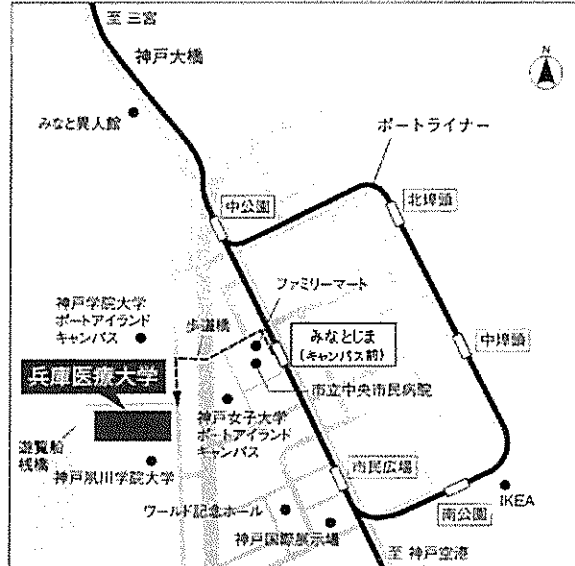 至 三宮
神戸大橋
N
みなと異人館
ポートライナー
中公園
北埠頭
ファミリーマート
神戸学院大学
ポートアイランド
キャンパス
歩道橋
みなとじま
(キャンパス前)
中埠頭
兵庫医療大学
市立中央市民病院
神戸女子大学
ポートアイランド
キャンパス
遊覧船
桟橋
神戸夙川学院大学
市民広場
IKEA
ワールド記念ホール
南公園
神戸国際展示場
至 神戸空港